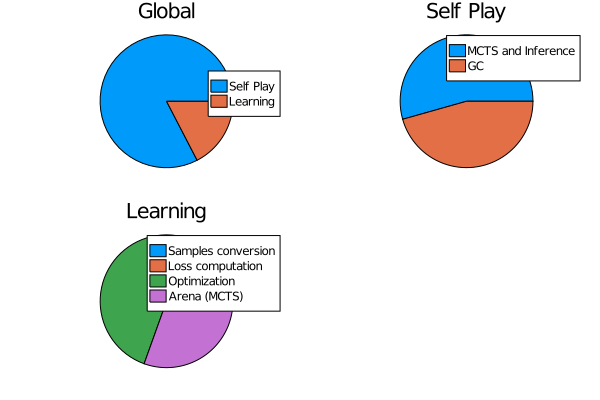 Global
Self Play
Learning
Self Play
MCTS and Inference
GC
Learning
Samples conversion
Loss computation
Optimization
Arena (MCTS)